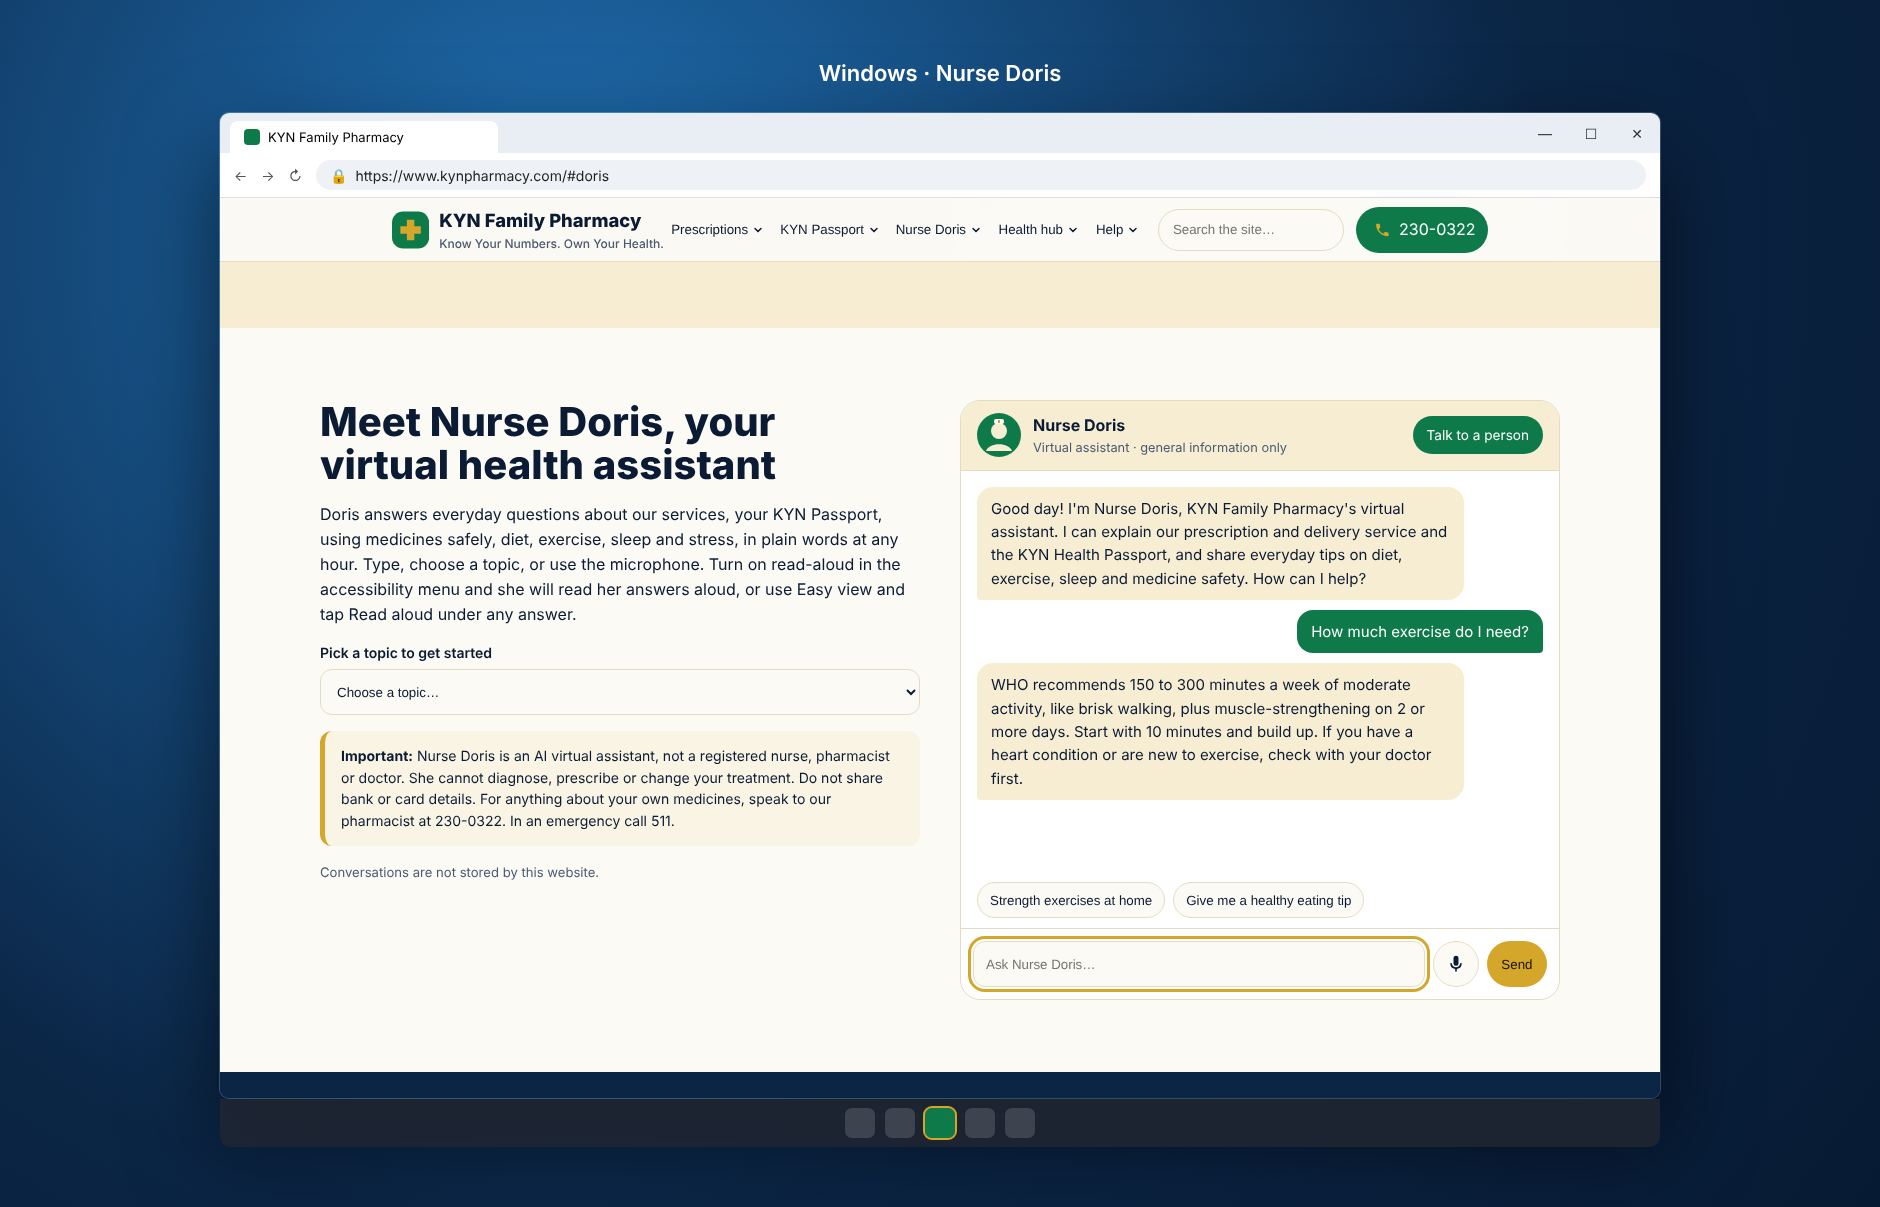 Windows · Nurse Doris
KYN Family Pharmacy
https://www.kynpharmacy.com/#doris
KYN Family Pharmacy
Know Your Numbers. Own Your Health.
Prescriptions
KYN Passport
Nurse Doris
Health hub
Help
Search the site…
230-0322
Meet Nurse Doris, your
virtual health assistant
Doris answers everyday questions about our services, your KYN Passport,
using medicines safely, diet, exercise, sleep and stress, in plain words at any
hour. Type, choose a topic, or use the microphone. Turn on read-aloud in the
accessibility menu and she will read her answers aloud, or use Easy view and
tap Read aloud under any answer.
Pick a topic to get started
Choose a topic…
Important: Nurse Doris is an AI virtual assistant, not a registered nurse, pharmacist
or doctor. She cannot diagnose, prescribe or change your treatment. Do not share
bank or card details. For anything about your own medicines, speak to our
pharmacist at 230-0322. In an emergency call 511.
Conversations are not stored by this website.
Nurse Doris
Virtual assistant · general information only
Talk to a person
Good day! I'm Nurse Doris, KYN Family Pharmacy's virtual
assistant. I can explain our prescription and delivery service and
the KYN Health Passport, and share everyday tips on diet,
exercise, sleep and medicine safety. How can I help?
How much exercise do I need?
WHO recommends 150 to 300 minutes a week of moderate
activity, like brisk walking, plus muscle-strengthening on 2 or
more days. Start with 10 minutes and build up. If you have a
heart condition or are new to exercise, check with your doctor
first.
Strength exercises at home
Give me a healthy eating tip
Ask Nurse Doris…
Send